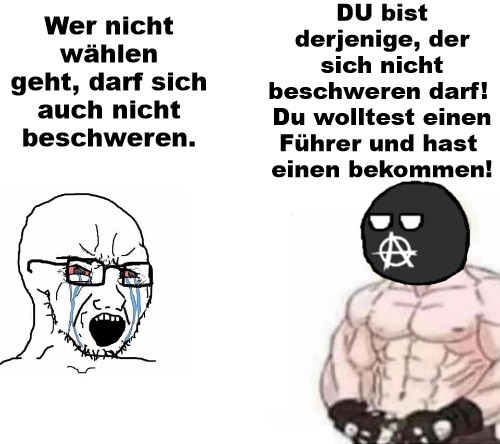 Wer nicht
wählen
geht, darf sich
auch nicht
beschweren.
DU bist
derjenige, der
sich nicht
beschweren darf!
Du wolltest einen
Führer und hast
einen bekommen!